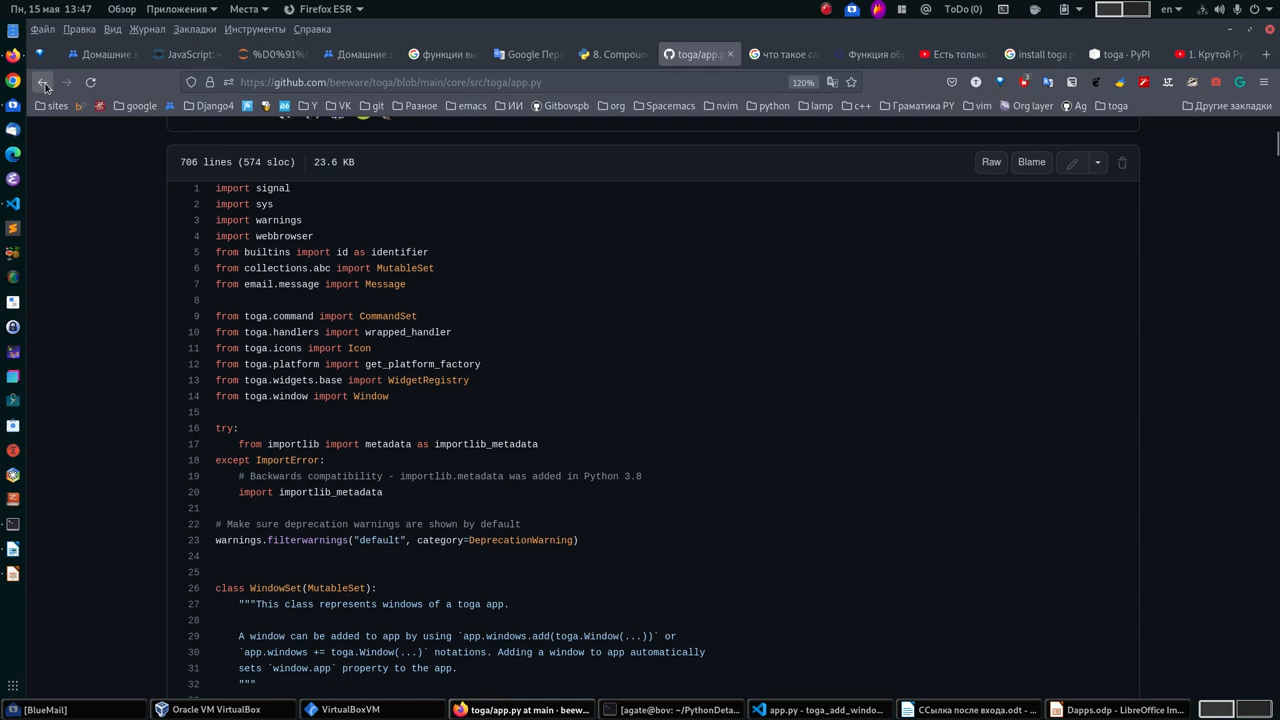 Пн, 15 мая 13:47 Обзор Приложения Места Firefox ESR ToDo(0) en
Файл Правка Вид Журнал Закладки Инструменты Справка
Домашние з JavaScript: ч %D0%91% Домашние з функции вы Google Пере 8. Compoun toga/app.p что такое са Функция об Есть только install toga p toga · PyPI 1. Крутой Ру
https://github.com/beeware/toga/blob/main/core/src/toga/app.py 120%
sites google Django4 Y VK git Разное emacs ИИ Gitbovspb org Spacemacs nvim python lamp c++ Граматика РУ vim Org layer Ag toga Другие закладки
706 lines (574 sloc) 23.6 KB Raw Blame
1 import signal
2 import sys
3 import warnings
4 import webbrowser
5 from builtins import id as identifier
6 from collections.abc import MutableSet
7 from email.message import Message
8
9 from toga.command import CommandSet
10 from toga.handlers import wrapped_handler
11 from toga.icons import Icon
12 from toga.platform import get_platform_factory
13 from toga.widgets.base import WidgetRegistry
14 from toga.window import Window
15
16 try:
17 from importlib import metadata as importlib_metadata
18 except ImportError:
19 # Backwards compatibility - importlib.metadata was added in Python 3.8
20 import importlib_metadata
21
22 # Make sure deprecation warnings are shown by default
23 warnings.filterwarnings("default", category=DeprecationWarning)
24
25
26 class WindowSet(MutableSet):
27 """This class represents windows of a toga app.
28
29 A window can be added to app by using `app.windows.add(toga.Window(...))` or
30 `app.windows += toga.Window(...)` notations. Adding a window to app automatically
31 sets `window.app` property to the app.
32 """
[BlueMail] Oracle VM VirtualBox VirtualBoxVM toga/app.py at main · beew... [agate@bov: ~/PythonDeta... app.py - toga_add_windo... ССылка после входа.odt - ... Dapps.odp - LibreOffice Im...